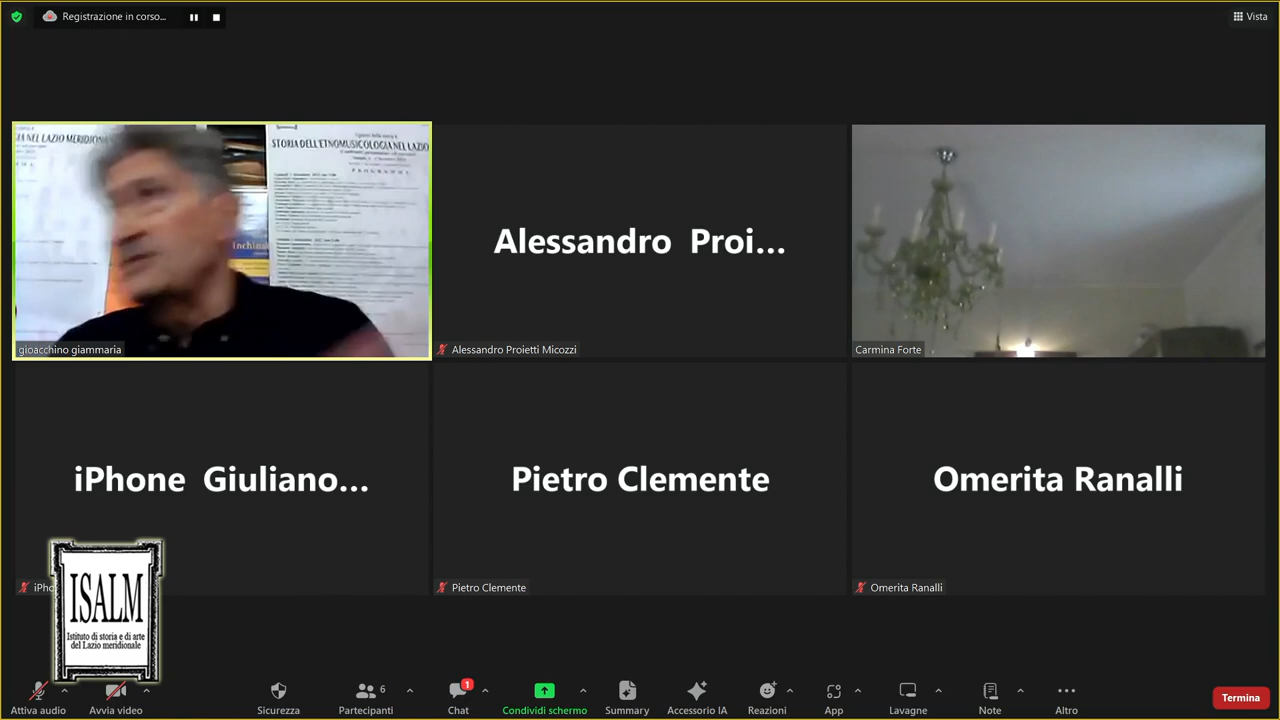 Registrazione in corso...
Vista
IA NEL LAZIO MERIDIONA
STORIA DELL'ETNOMUSICOLOGIA NEL LAZIO
PROGRAMMA
inchinal
gioacchino giammaria
Alessandro Proi...
Alessandro Proietti Micozzi
Carmina Forte
iPhone Giuliano...
iPho
Pietro Clemente
Pietro Clemente
Omerita Ranalli
Omerita Ranalli
ISALM
Istituto di storia e di arte
del Lazio meridionale
Attiva audio
Avvia video
Sicurezza
6
Partecipanti
1
Chat
Condividi schermo
Summary
Accessorio IA
Reazioni
App
Lavagne
Note
Altro
Termina